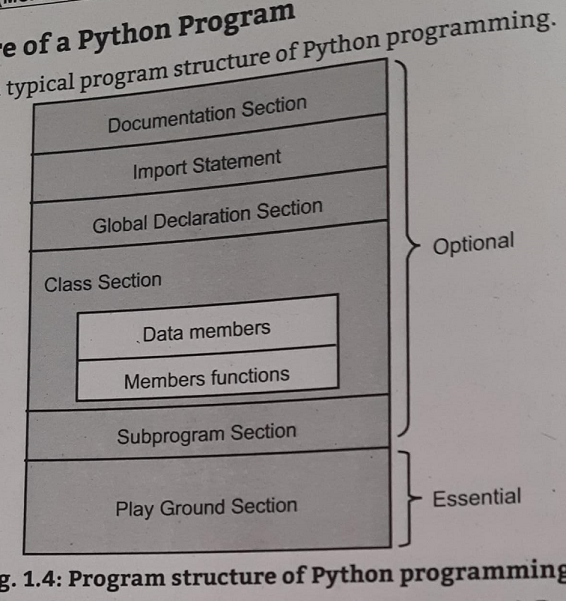 of a Python Program
typical program structure of Python programming.
Documentation Section
Import Statement
Global Declaration Section
Optional
Class Section
Data members
Members functions
Subprogram Section
Play Ground Section
Essential
g. 1.4: Program structure of Python programming